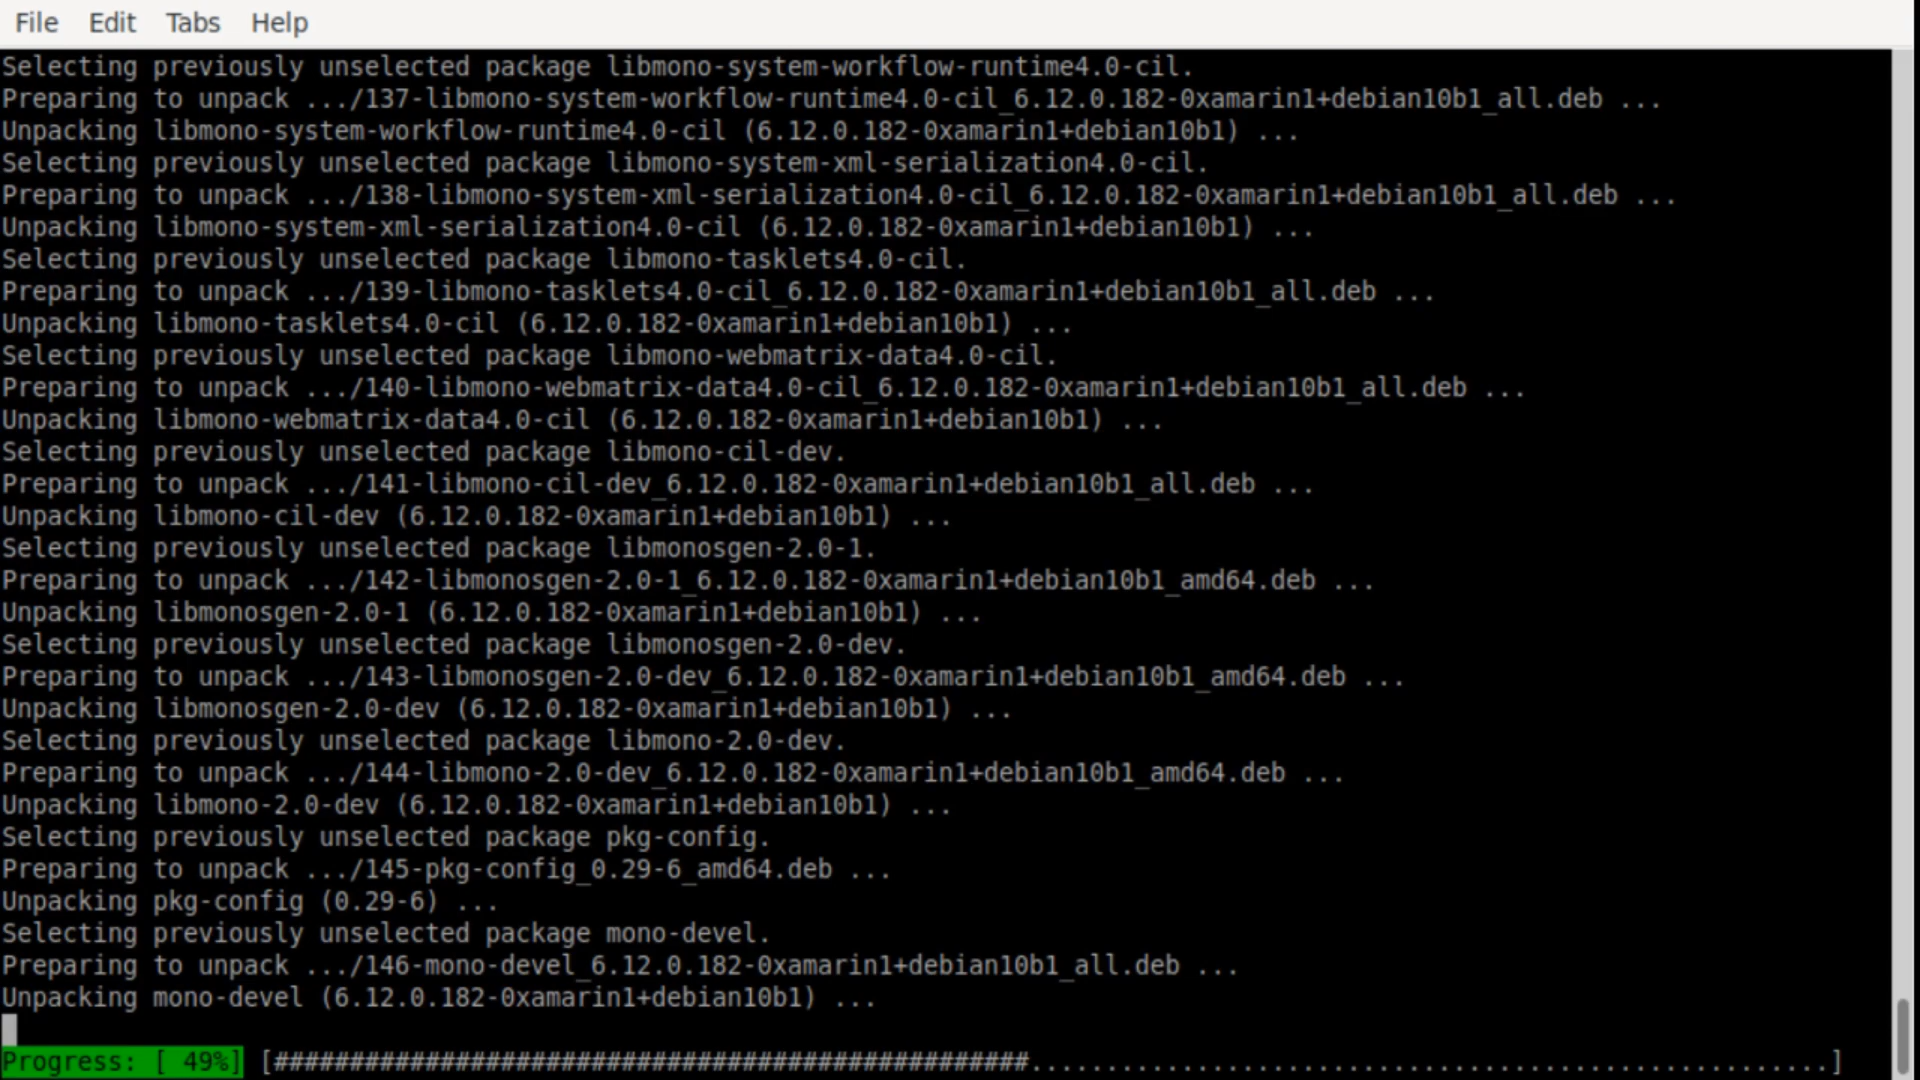 File Edit Tabs Help
Selecting previously unselected package libmono-system-workflow-runtime4.0-cil.
Preparing to unpack .../137-libmono-system-workflow-runtime4.0-cil_6.12.0.182-0xamarin1+debian10b1_all.deb ...
Unpacking libmono-system-workflow-runtime4.0-cil (6.12.0.182-0xamarin1+debian10b1) ...
Selecting previously unselected package libmono-system-xml-serialization4.0-cil.
Preparing to unpack .../138-libmono-system-xml-serialization4.0-cil_6.12.0.182-0xamarin1+debian10b1_all.deb ...
Unpacking libmono-system-xml-serialization4.0-cil (6.12.0.182-0xamarin1+debian10b1) ...
Selecting previously unselected package libmono-tasklets4.0-cil.
Preparing to unpack .../139-libmono-tasklets4.0-cil_6.12.0.182-0xamarin1+debian10b1_all.deb ...
Unpacking libmono-tasklets4.0-cil (6.12.0.182-0xamarin1+debian10b1) ...
Selecting previously unselected package libmono-webmatrix-data4.0-cil.
Preparing to unpack .../140-libmono-webmatrix-data4.0-cil_6.12.0.182-0xamarin1+debian10b1_all.deb ...
Unpacking libmono-webmatrix-data4.0-cil (6.12.0.182-0xamarin1+debian10b1) ...
Selecting previously unselected package libmono-cil-dev.
Preparing to unpack .../141-libmono-cil-dev_6.12.0.182-0xamarin1+debian10b1_all.deb ...
Unpacking libmono-cil-dev (6.12.0.182-0xamarin1+debian10b1) ...
Selecting previously unselected package libmonosgen-2.0-1.
Preparing to unpack .../142-libmonosgen-2.0-1_6.12.0.182-0xamarin1+debian10b1_amd64.deb ...
Unpacking libmonosgen-2.0-1 (6.12.0.182-0xamarin1+debian10b1) ...
Selecting previously unselected package libmonosgen-2.0-dev.
Preparing to unpack .../143-libmonosgen-2.0-dev_6.12.0.182-0xamarin1+debian10b1_amd64.deb ...
Unpacking libmonosgen-2.0-dev (6.12.0.182-0xamarin1+debian10b1) ...
Selecting previously unselected package libmono-2.0-dev.
Preparing to unpack .../144-libmono-2.0-dev_6.12.0.182-0xamarin1+debian10b1_amd64.deb ...
Unpacking libmono-2.0-dev (6.12.0.182-0xamarin1+debian10b1) ...
Selecting previously unselected package pkg-config.
Preparing to unpack .../145-pkg-config_0.29-6_amd64.deb ...
Unpacking pkg-config (0.29-6) ...
Selecting previously unselected package mono-devel.
Preparing to unpack .../146-mono-devel_6.12.0.182-0xamarin1+debian10b1_all.deb ...
Unpacking mono-devel (6.12.0.182-0xamarin1+debian10b1) ...
Progress: [ 49%] [##################################################.....................................................]